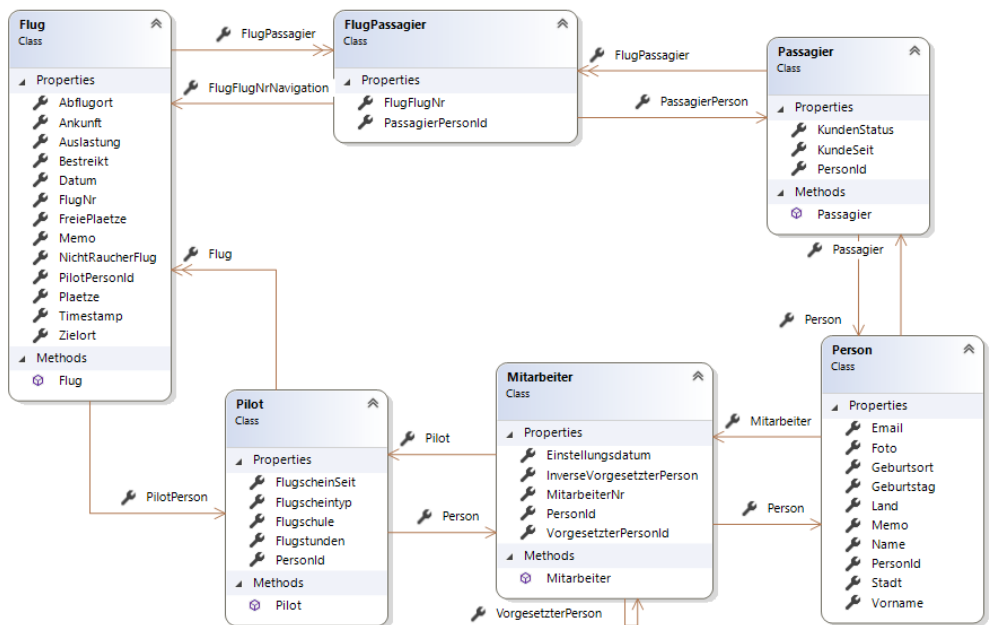 Flug
Class
Properties
Abflugort
Ankunft
Auslastung
Bestreikt
Datum
FlugNr
FreiePlaetze
Memo
NichtRaucherFlug
PilotPersonId
Plaetze
Timestamp
Zielort
Methods
Flug
FlugPassagier
FlugFlugNrNavigation
FlugPassagier
Class
Properties
FlugFlugNr
PassagierPersonId
FlugPassagier
PassagierPerson
Passagier
Class
Properties
KundenStatus
KundeSeit
PersonId
Methods
Passagier
Passagier
Person
Flug
PilotPerson
Pilot
Class
Properties
FlugscheinSeit
Flugscheintyp
Flugschule
Flugstunden
PersonId
Methods
Pilot
Pilot
Person
Mitarbeiter
Class
Properties
Einstellungsdatum
InverseVorgesetzterPerson
MitarbeiterNr
PersonId
VorgesetzterPersonId
Methods
Mitarbeiter
VorgesetzterPerson
Mitarbeiter
Person
Person
Class
Properties
Email
Foto
Geburtsort
Geburtstag
Land
Memo
Name
PersonId
Stadt
Vorname